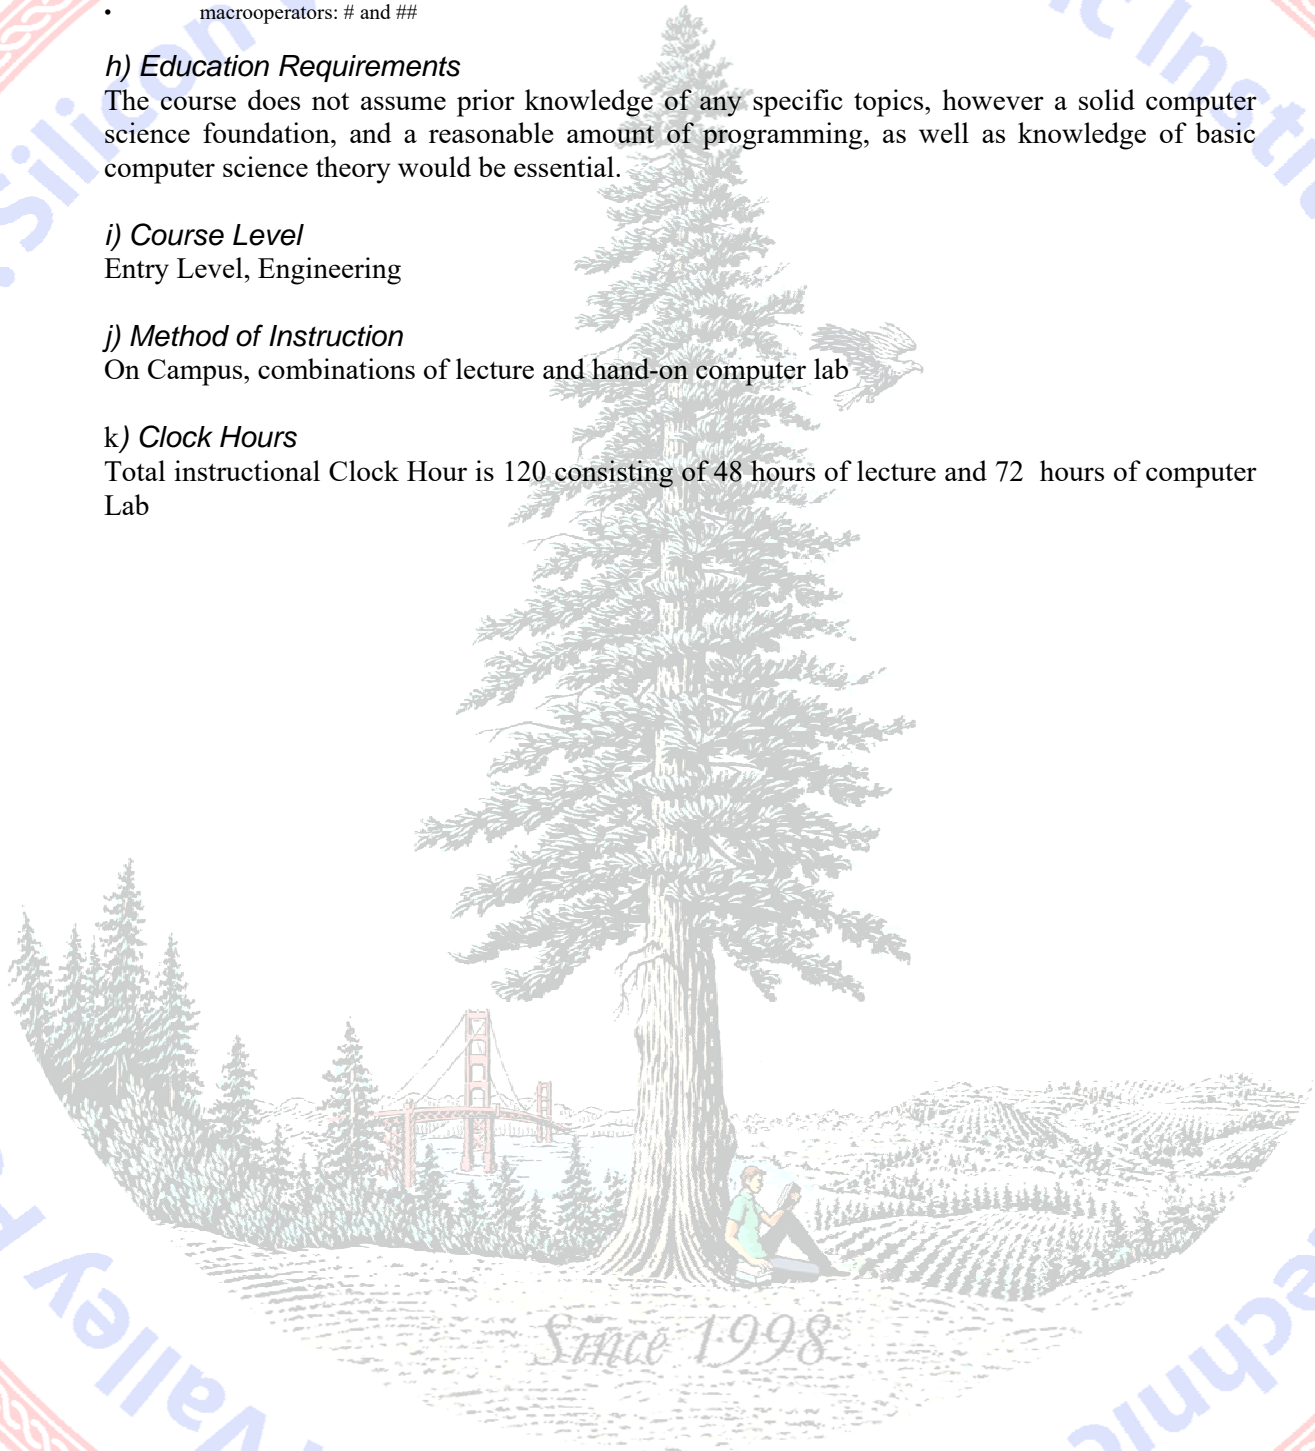 • macrooperators: # and ##
h) Education Requirements
The course does not assume prior knowledge of any specific topics, however a solid computer
science foundation, and a reasonable amount of programming, as well as knowledge of basic
computer science theory would be essential.
i) Course Level
Entry Level, Engineering
j) Method of Instruction
On Campus, combinations of lecture and hand-on computer lab
k) Clock Hours
Total instructional Clock Hour is 120 consisting of 48 hours of lecture and 72 hours of computer
Lab
Since 1998
Silicon
Valley